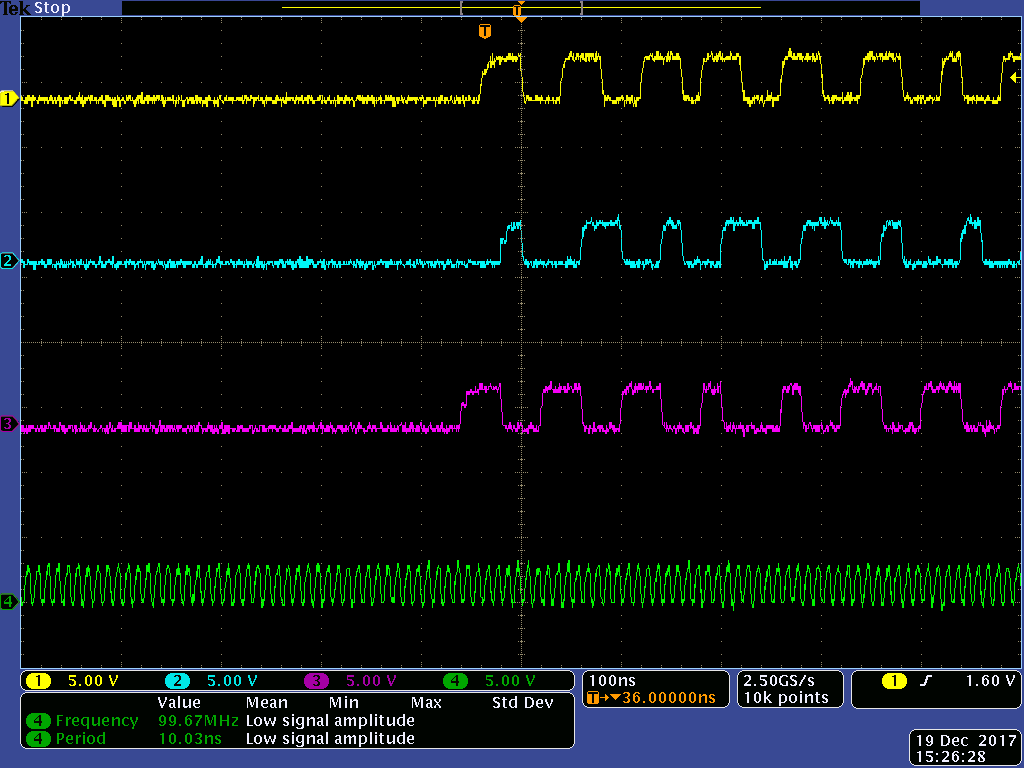 Tek Stop
T
T
1
2
3
4
1 5.00 V 2 5.00 V 3 5.00 V 4 5.00 V
100ns
T→▼36.00000ns
2.50GS/s
10k points
1 1.60 V
Value Mean Min Max Std Dev
4 Frequency 99.67MHz Low signal amplitude
4 Period 10.03ns Low signal amplitude
19 Dec 2017
15:26:28